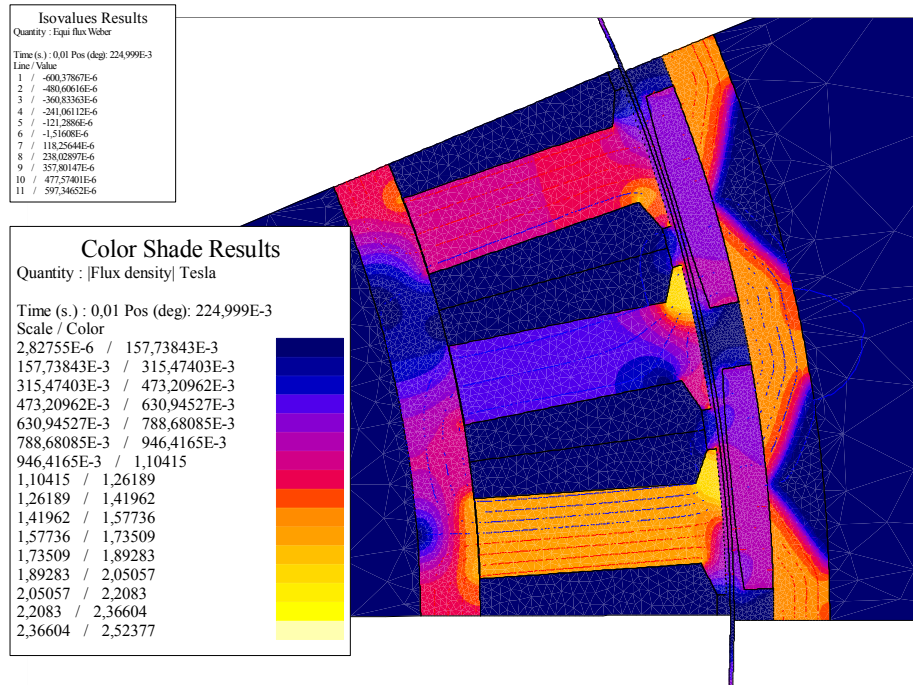 Isovalues Results
Quantity : Equi flux Weber
Time (s.) : 0,01 Pos (deg): 224,999E-3
Line / Value
1 / -600,37867E-6
2 / -480,60616E-6
3 / -360,83363E-6
4 / -241,06112E-6
5 / -121,2886E-6
6 / -1,51608E-6
7 / 118,25644E-6
8 / 238,02897E-6
9 / 357,80147E-6
10 / 477,57401E-6
11 / 597,34652E-6
Color Shade Results
Quantity : |Flux density| Tesla
Time (s.) : 0,01 Pos (deg): 224,999E-3
Scale / Color
2,82755E-6 / 157,73843E-3
157,73843E-3 / 315,47403E-3
315,47403E-3 / 473,20962E-3
473,20962E-3 / 630,94527E-3
630,94527E-3 / 788,68085E-3
788,68085E-3 / 946,4165E-3
946,4165E-3 / 1,10415
1,10415 / 1,26189
1,26189 / 1,41962
1,41962 / 1,57736
1,57736 / 1,73509
1,73509 / 1,89283
1,89283 / 2,05057
2,05057 / 2,2083
2,2083 / 2,36604
2,36604 / 2,52377